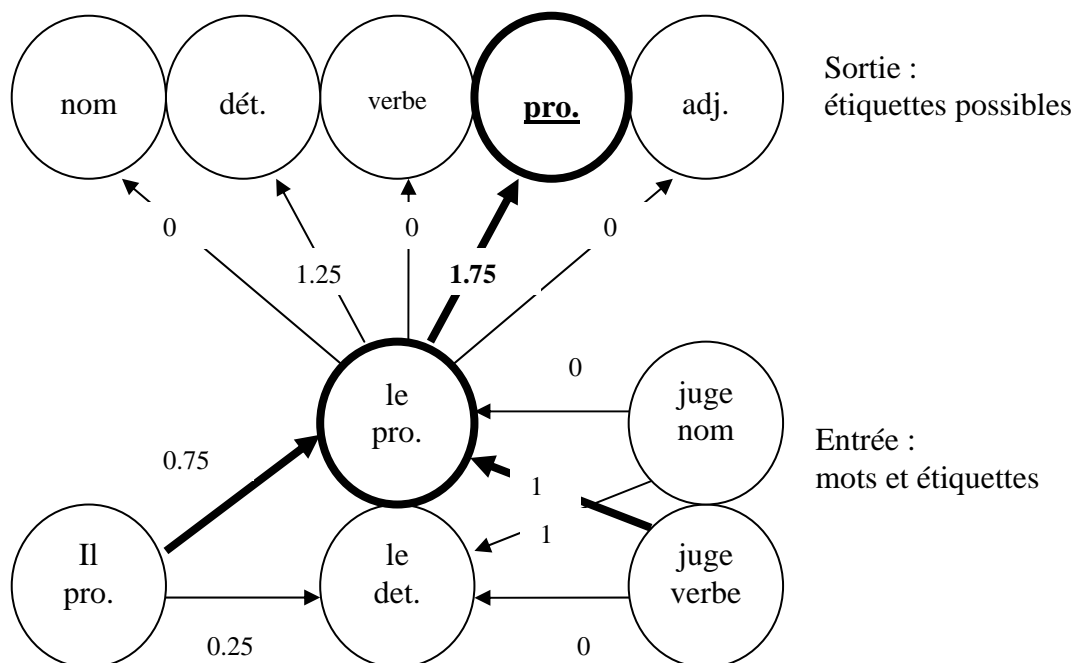 nom
dét.
verbe
pro.
adj.
Sortie :
étiquettes possibles
0
1.25
0
1.75
0
le
pro.
0
juge
nom
Entrée :
mots et étiquettes
0.75
1
1
Il
pro.
le
det.
juge
verbe
0.25
0